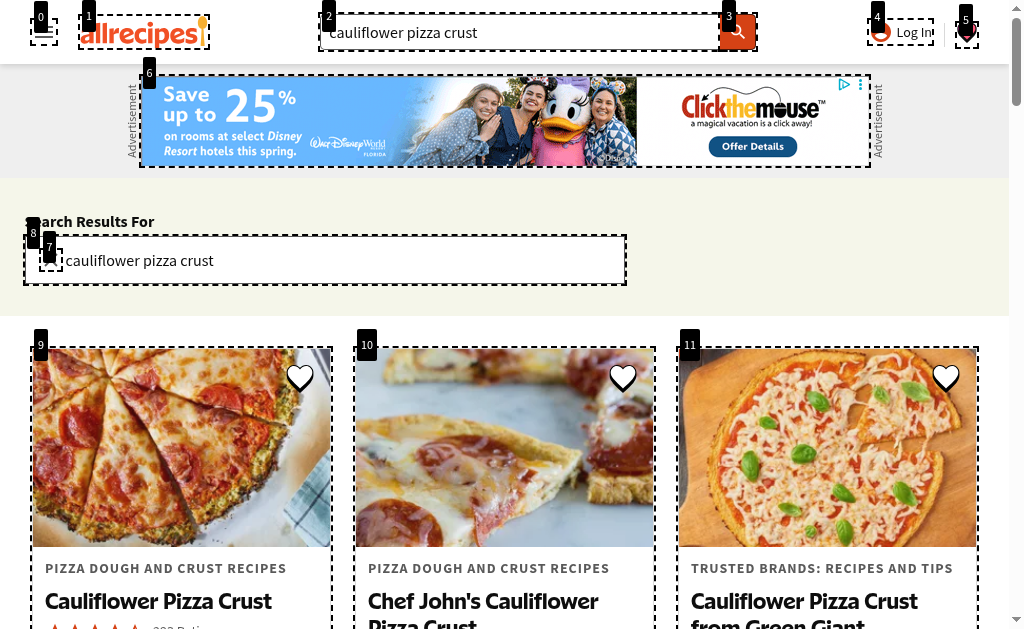 0
1
2
3
4
5
allrecipes
cauliflower pizza crust
Log In
6
Advertisement
Save
up to 25%
on rooms at select Disney
Resort hotels this spring.
Walt Disney World
FLORIDA
©Disney
Clickthemouse™
a magical vacation is a click away!
Offer Details
Advertisement
Search Results For
8
7
cauliflower pizza crust
9
10
11
PIZZA DOUGH AND CRUST RECIPES
Cauliflower Pizza Crust
PIZZA DOUGH AND CRUST RECIPES
Chef John's Cauliflower
Pizza Crust
TRUSTED BRANDS: RECIPES AND TIPS
Cauliflower Pizza Crust
from Green Giant